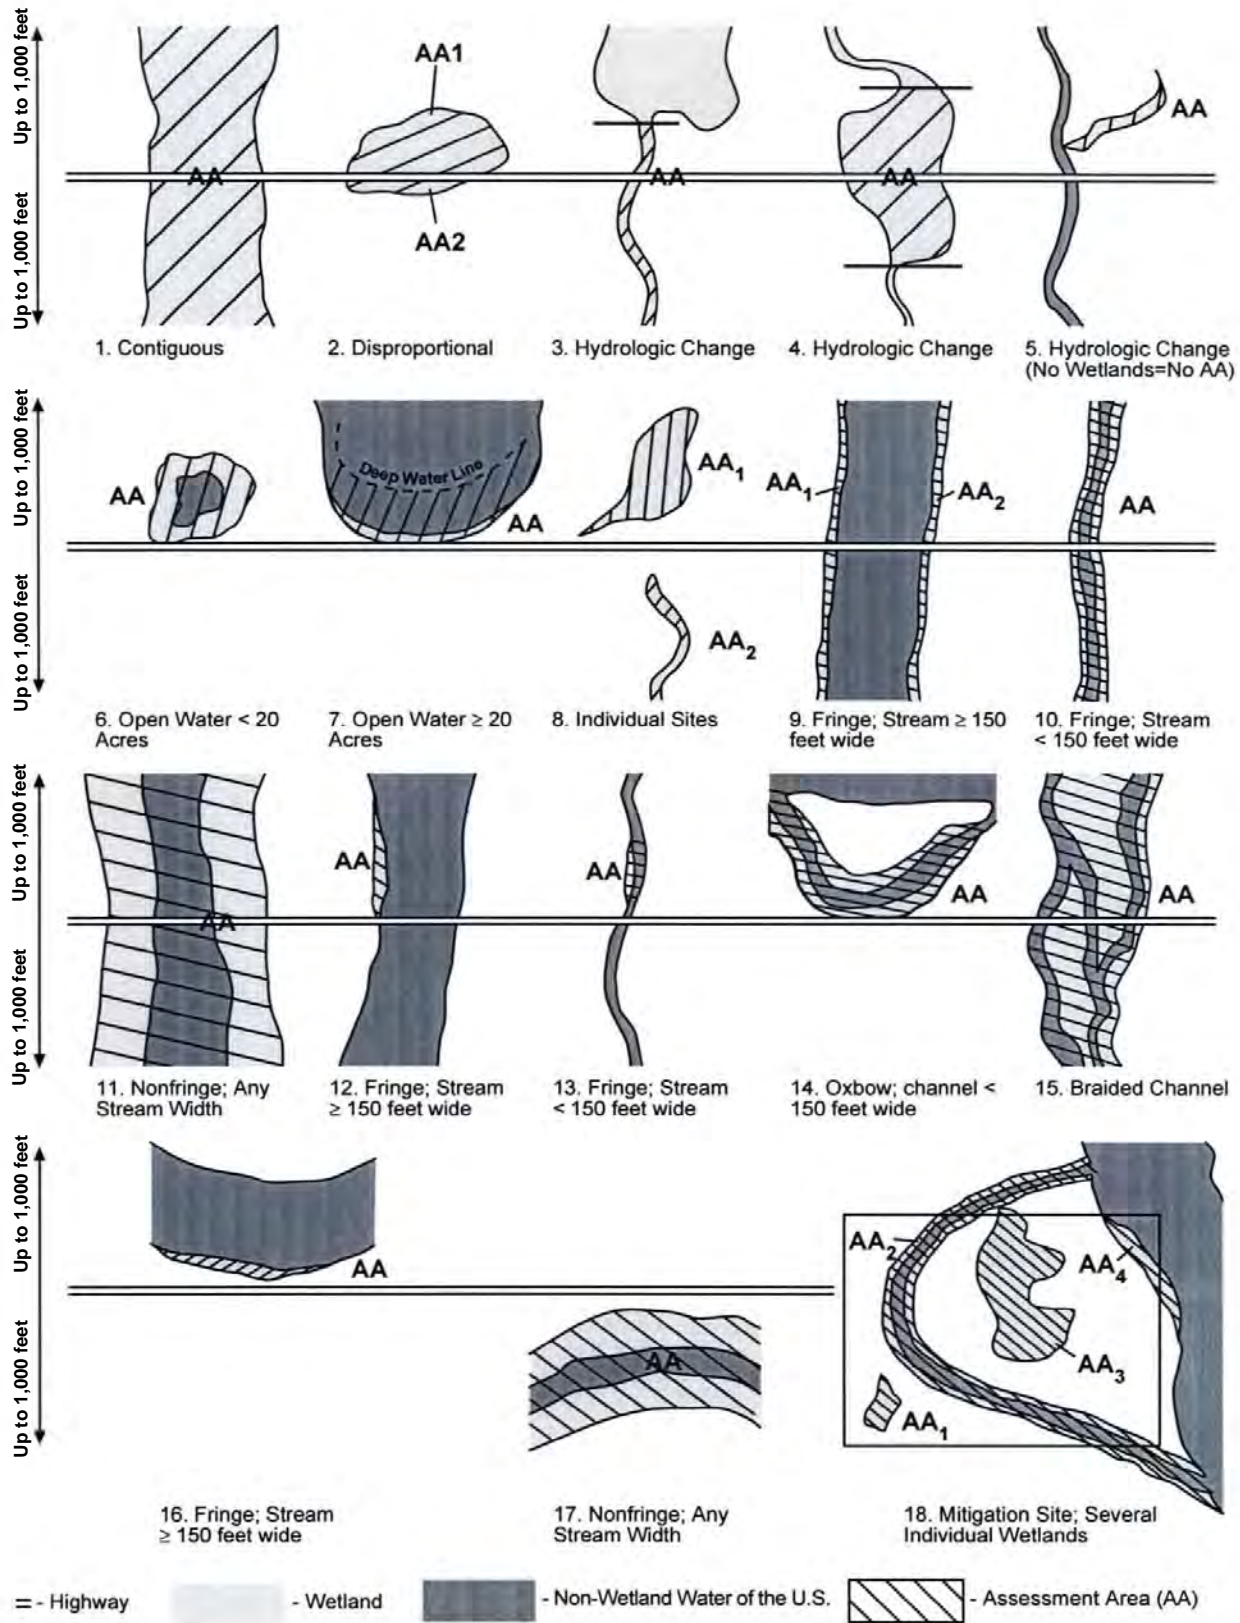 Up to 1,000 feet
Up to 1,000 feet
AA
AA1
AA2
AA
AA
AA
1. Contiguous
2. Disproportional
3. Hydrologic Change
4. Hydrologic Change
5. Hydrologic Change
(No Wetlands=No AA)
Up to 1,000 feet
Up to 1,000 feet
AA
Deep Water Line
AA
AA1
AA2
AA1
AA2
AA
6. Open Water < 20
Acres
7. Open Water ≥ 20
Acres
8. Individual Sites
9. Fringe; Stream ≥ 150
feet wide
10. Fringe; Stream
< 150 feet wide
Up to 1,000 feet
Up to 1,000 feet
AA
AA
AA
AA
AA
11. Nonfringe; Any
Stream Width
12. Fringe; Stream
≥ 150 feet wide
13. Fringe; Stream
< 150 feet wide
14. Oxbow; channel <
150 feet wide
15. Braided Channel
Up to 1,000 feet
Up to 1,000 feet
AA
AA
AA2
AA4
AA3
AA1
16. Fringe; Stream
≥ 150 feet wide
17. Nonfringe; Any
Stream Width
18. Mitigation Site; Several
Individual Wetlands
= - Highway
- Wetland
- Non-Wetland Water of the U.S.
- Assessment Area (AA)